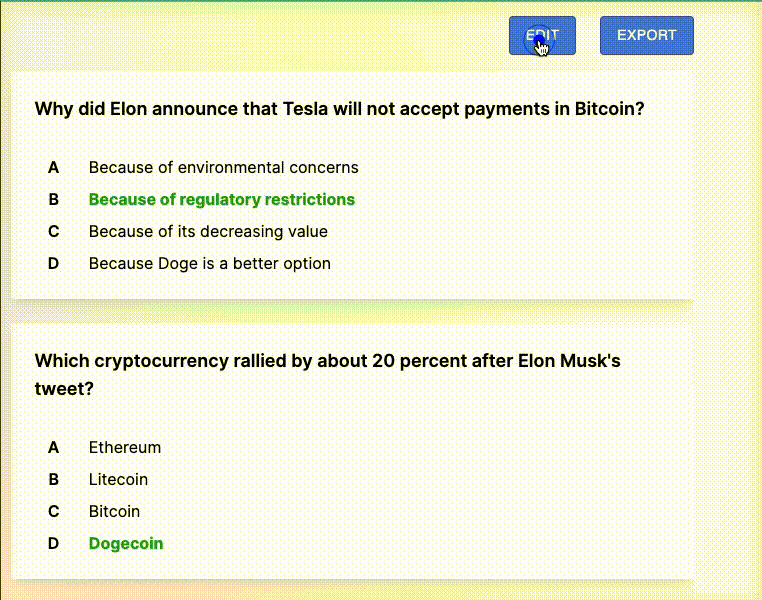 EDIT EXPORT
Why did Elon announce that Tesla will not accept payments in Bitcoin?
A Because of environmental concerns
B Because of regulatory restrictions
C Because of its decreasing value
D Because Doge is a better option
Which cryptocurrency rallied by about 20 percent after Elon Musk's
tweet?
A Ethereum
B Litecoin
C Bitcoin
D Dogecoin